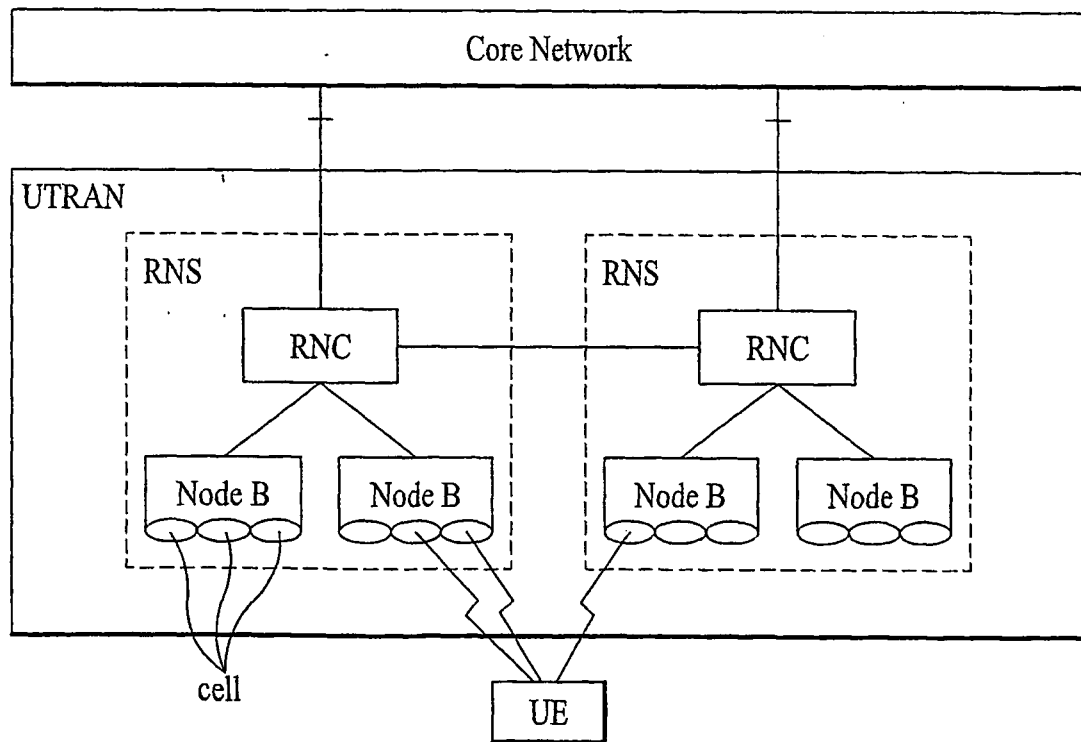 Core Network
UTRAN
RNS
RNS
RNC
RNC
Node B
Node B
Node B
Node B
cell
UE